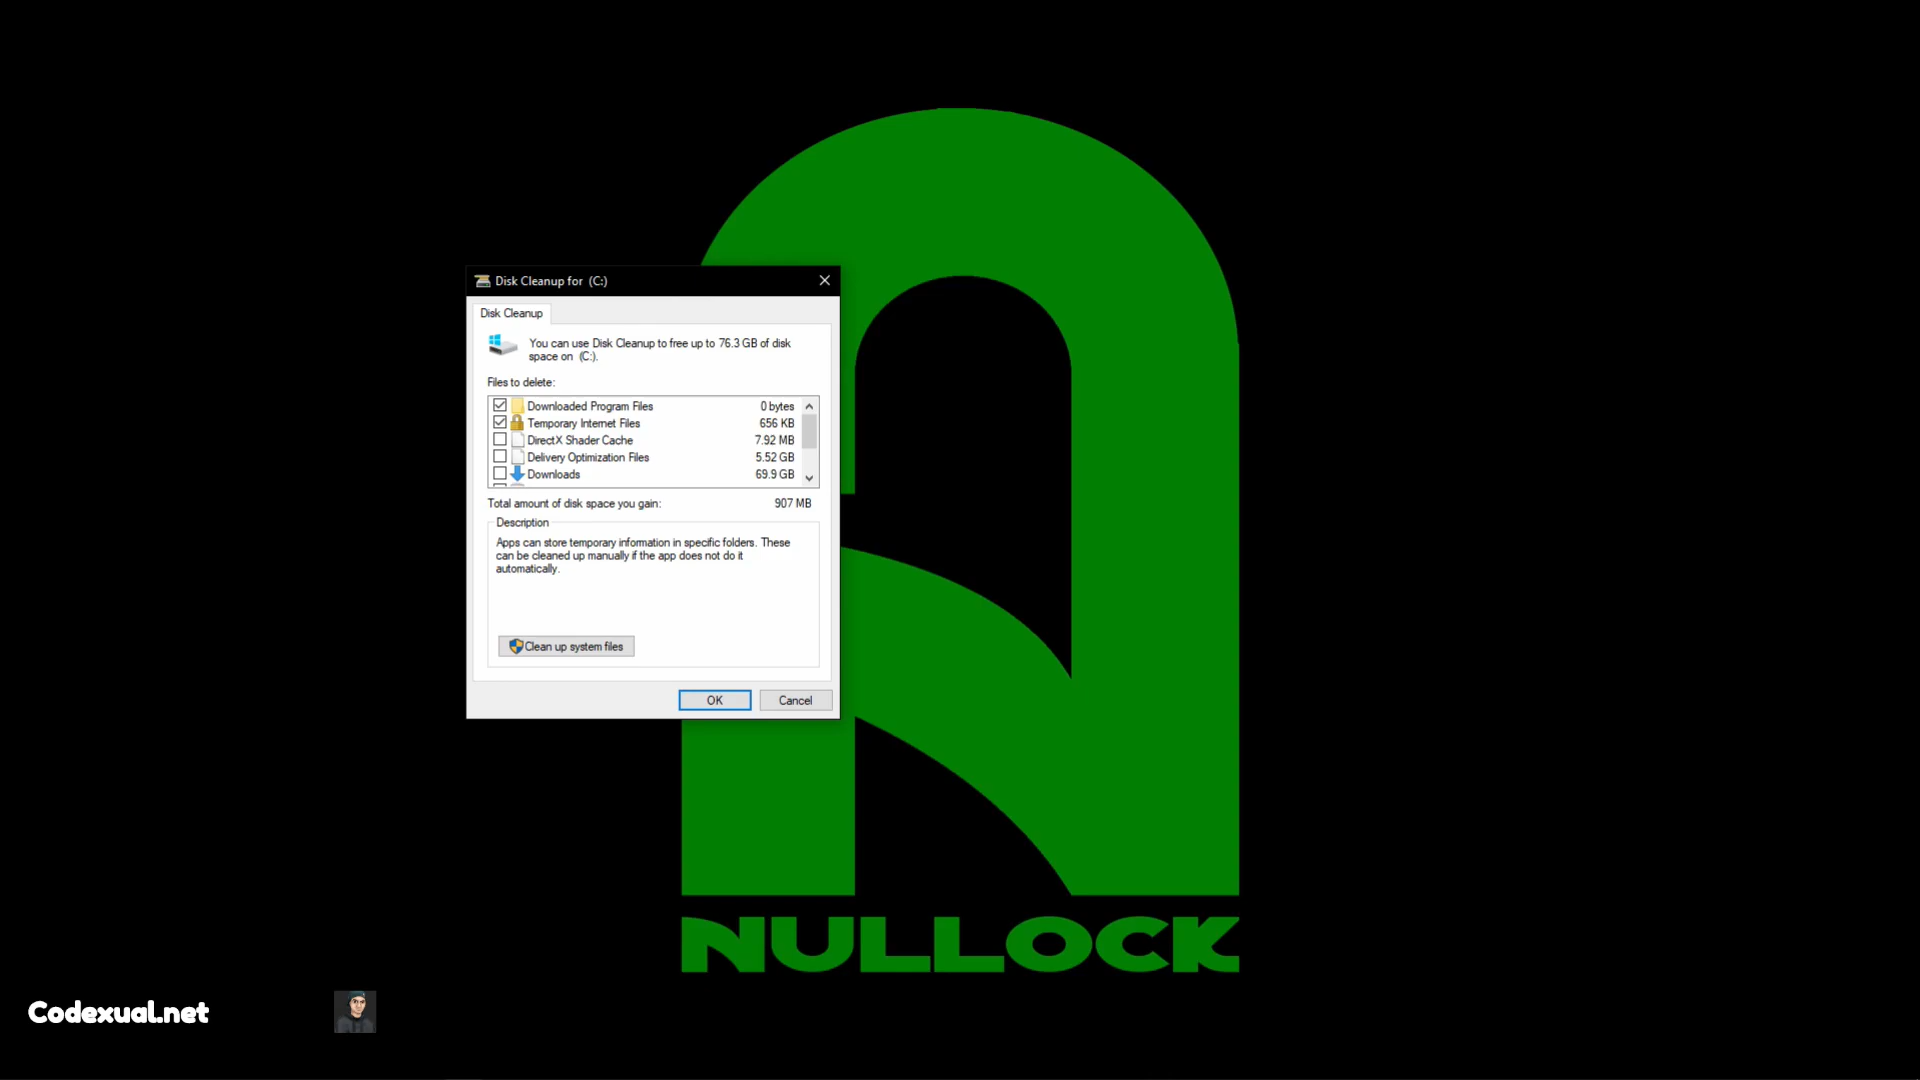 Disk Cleanup for (C:)
Disk Cleanup
You can use Disk Cleanup to free up to 76.3 GB of disk
space on (C:).
Files to delete:
Downloaded Program Files 0 bytes
Temporary Internet Files 656 KB
DirectX Shader Cache 7.92 MB
Delivery Optimization Files 5.52 GB
Downloads 69.9 GB
Total amount of disk space you gain: 907 MB
Description
Apps can store temporary information in specific folders. These
can be cleaned up manually if the app does not do it
automatically.
Clean up system files
OK Cancel
NULLOCK
Codexual.net